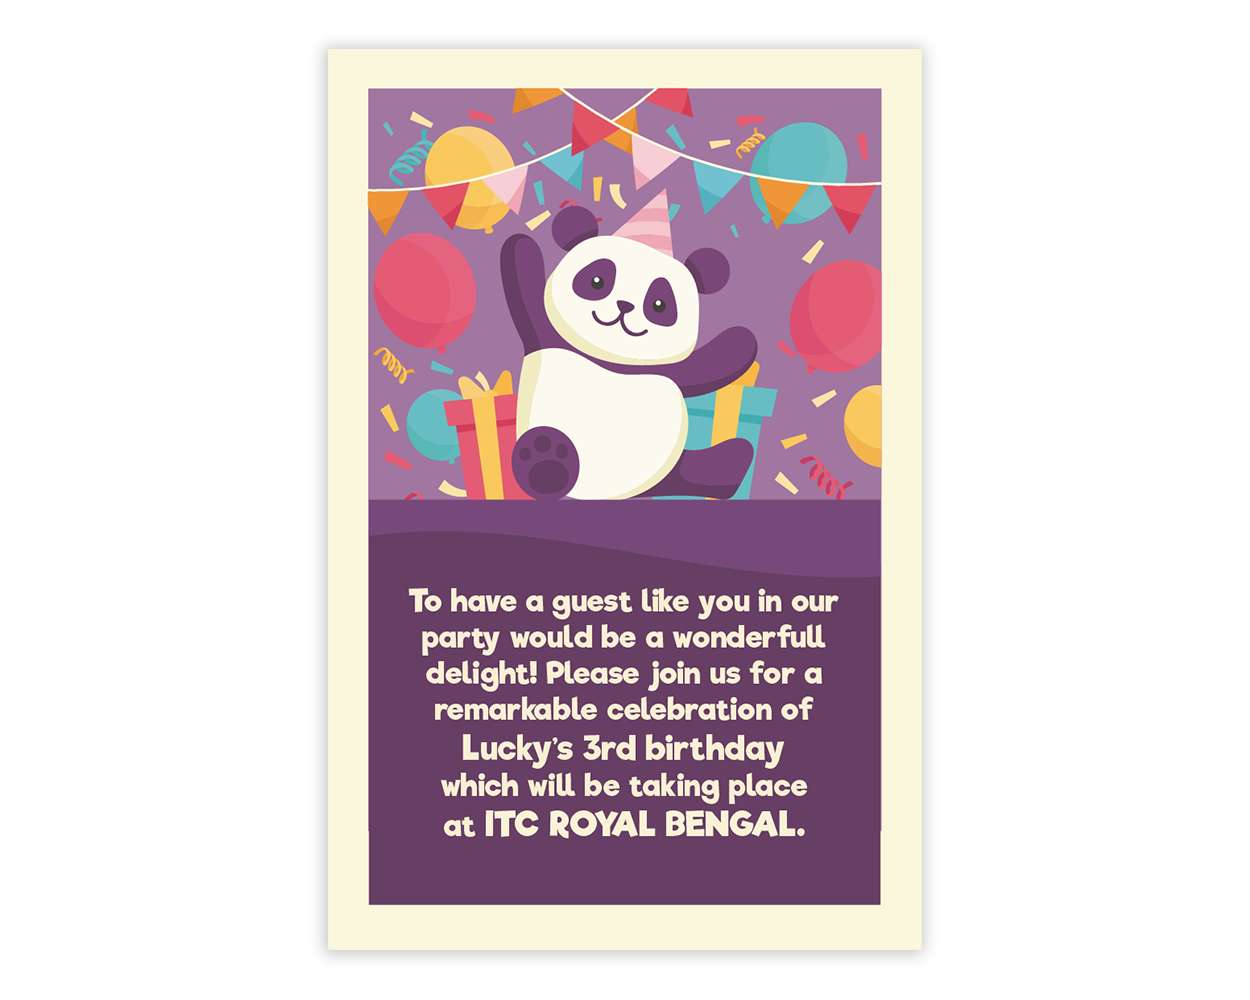 To have a guest like you in our
party would be a wonderfull
delight! Please join us for a
remarkable celebration of
Lucky's 3rd birthday
which will be taking place
at ITC ROYAL BENGAL.